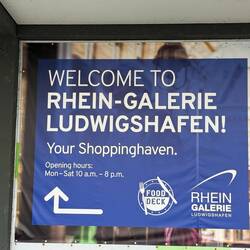 WELCOME TO
RHEIN-GALERIE
LUDWIGSHAFEN!
Your Shoppinghaven.
Opening hours:
Mon–Sat 10 a.m. – 8 p.m.
FOOD
DECK
RHEIN
GALERIE
LUDWIGSHAFEN